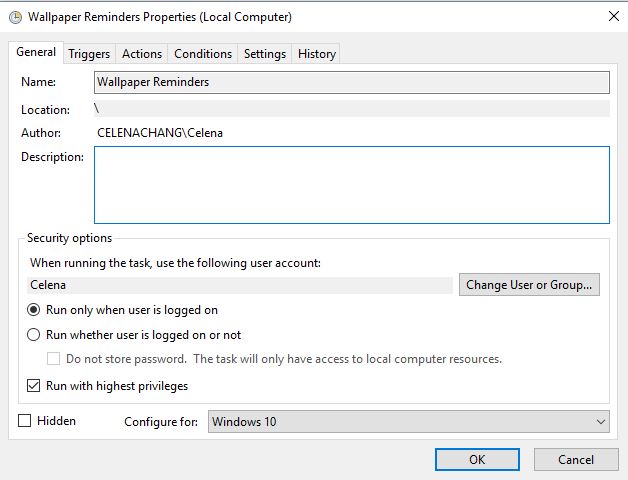 Wallpaper Reminders Properties (Local Computer)
General Triggers Actions Conditions Settings History
Name: Wallpaper Reminders
Location: \
Author: CELENACHANG\Celena
Description:
Security options
When running the task, use the following user account:
Celena Change User or Group...
Run only when user is logged on
Run whether user is logged on or not
Do not store password. The task will only have access to local computer resources.
Run with highest privileges
Hidden Configure for: Windows 10
OK Cancel